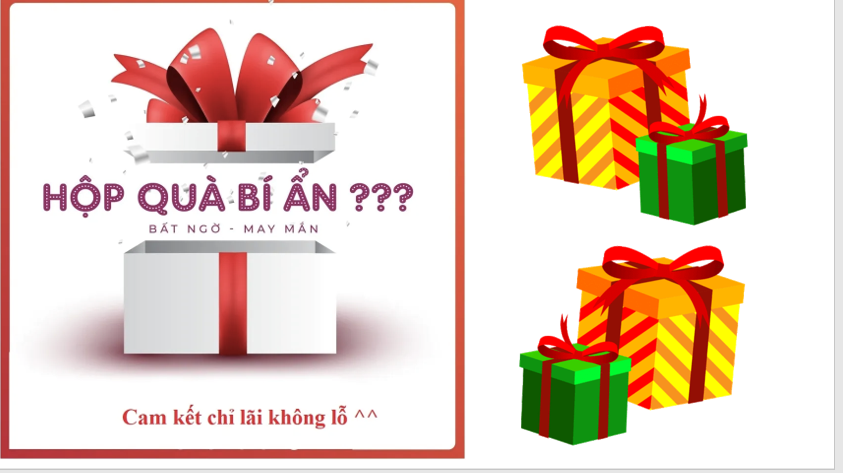 HỘP QUÀ BÍ ẨN ???
BẤT NGỜ - MAY MẮN
Cam kết chỉ lãi không lỗ ^^